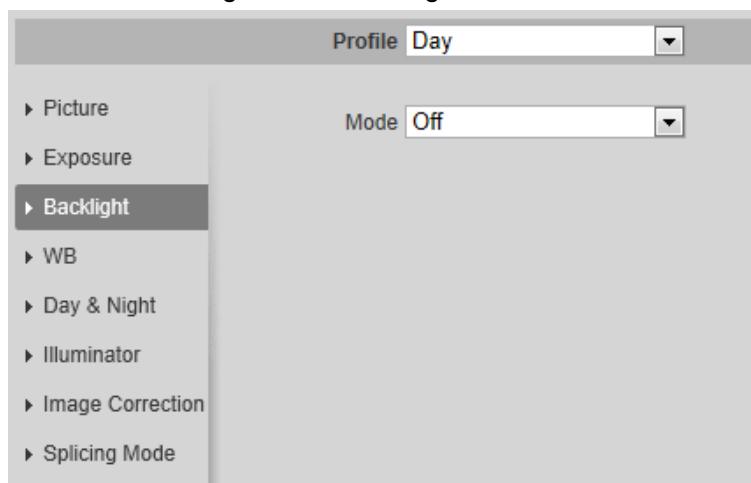 Profile Day
Picture
Mode Off
Exposure
Backlight
WB
Day & Night
Illuminator
Image Correction
Splicing Mode